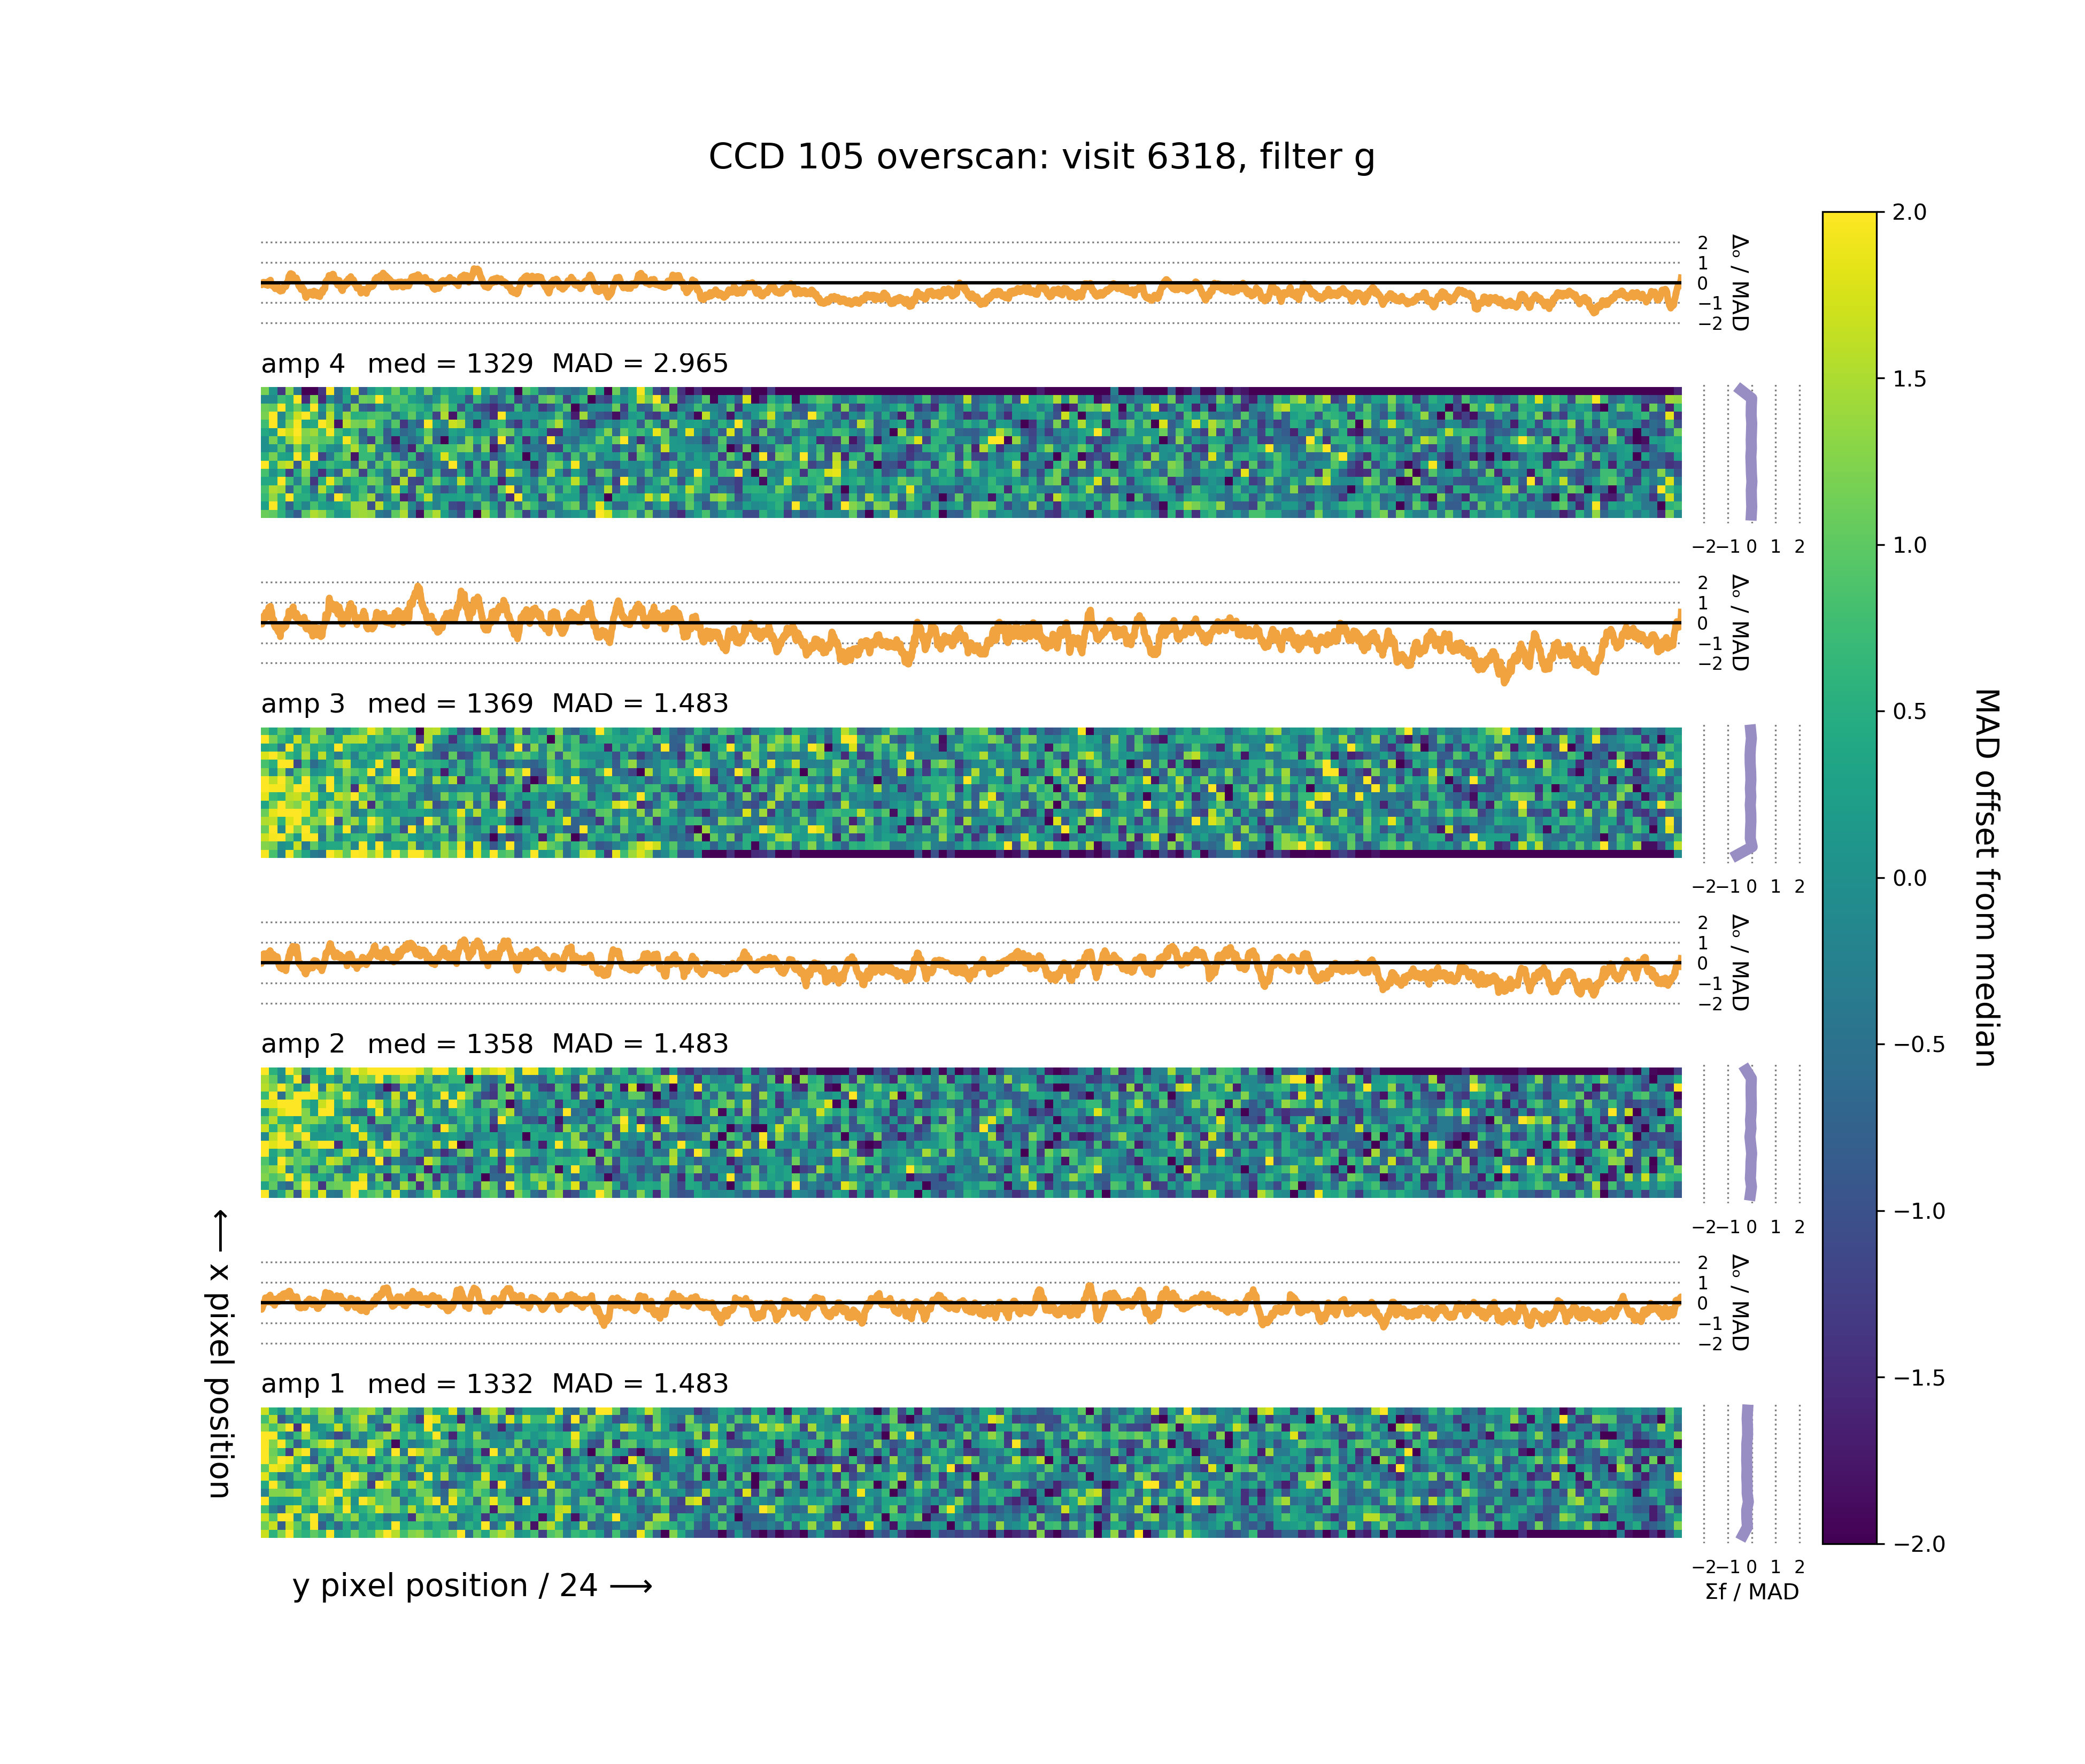 CCD 105 overscan: visit 6318, filter g
2
1
0
−1
−2
Δₒ / MAD
amp 4 med = 1329 MAD = 2.965
−2 −1 0 1 2
2
1
0
−1
−2
Δₒ / MAD
amp 3 med = 1369 MAD = 1.483
−2 −1 0 1 2
2
1
0
−1
−2
Δₒ / MAD
amp 2 med = 1358 MAD = 1.483
−2 −1 0 1 2
2
1
0
−1
−2
Δₒ / MAD
amp 1 med = 1332 MAD = 1.483
−2 −1 0 1 2
Σf / MAD
⟵ x pixel position
y pixel position / 24 ⟶
2.0
1.5
1.0
0.5
0.0
−0.5
−1.0
−1.5
−2.0
MAD offset from median